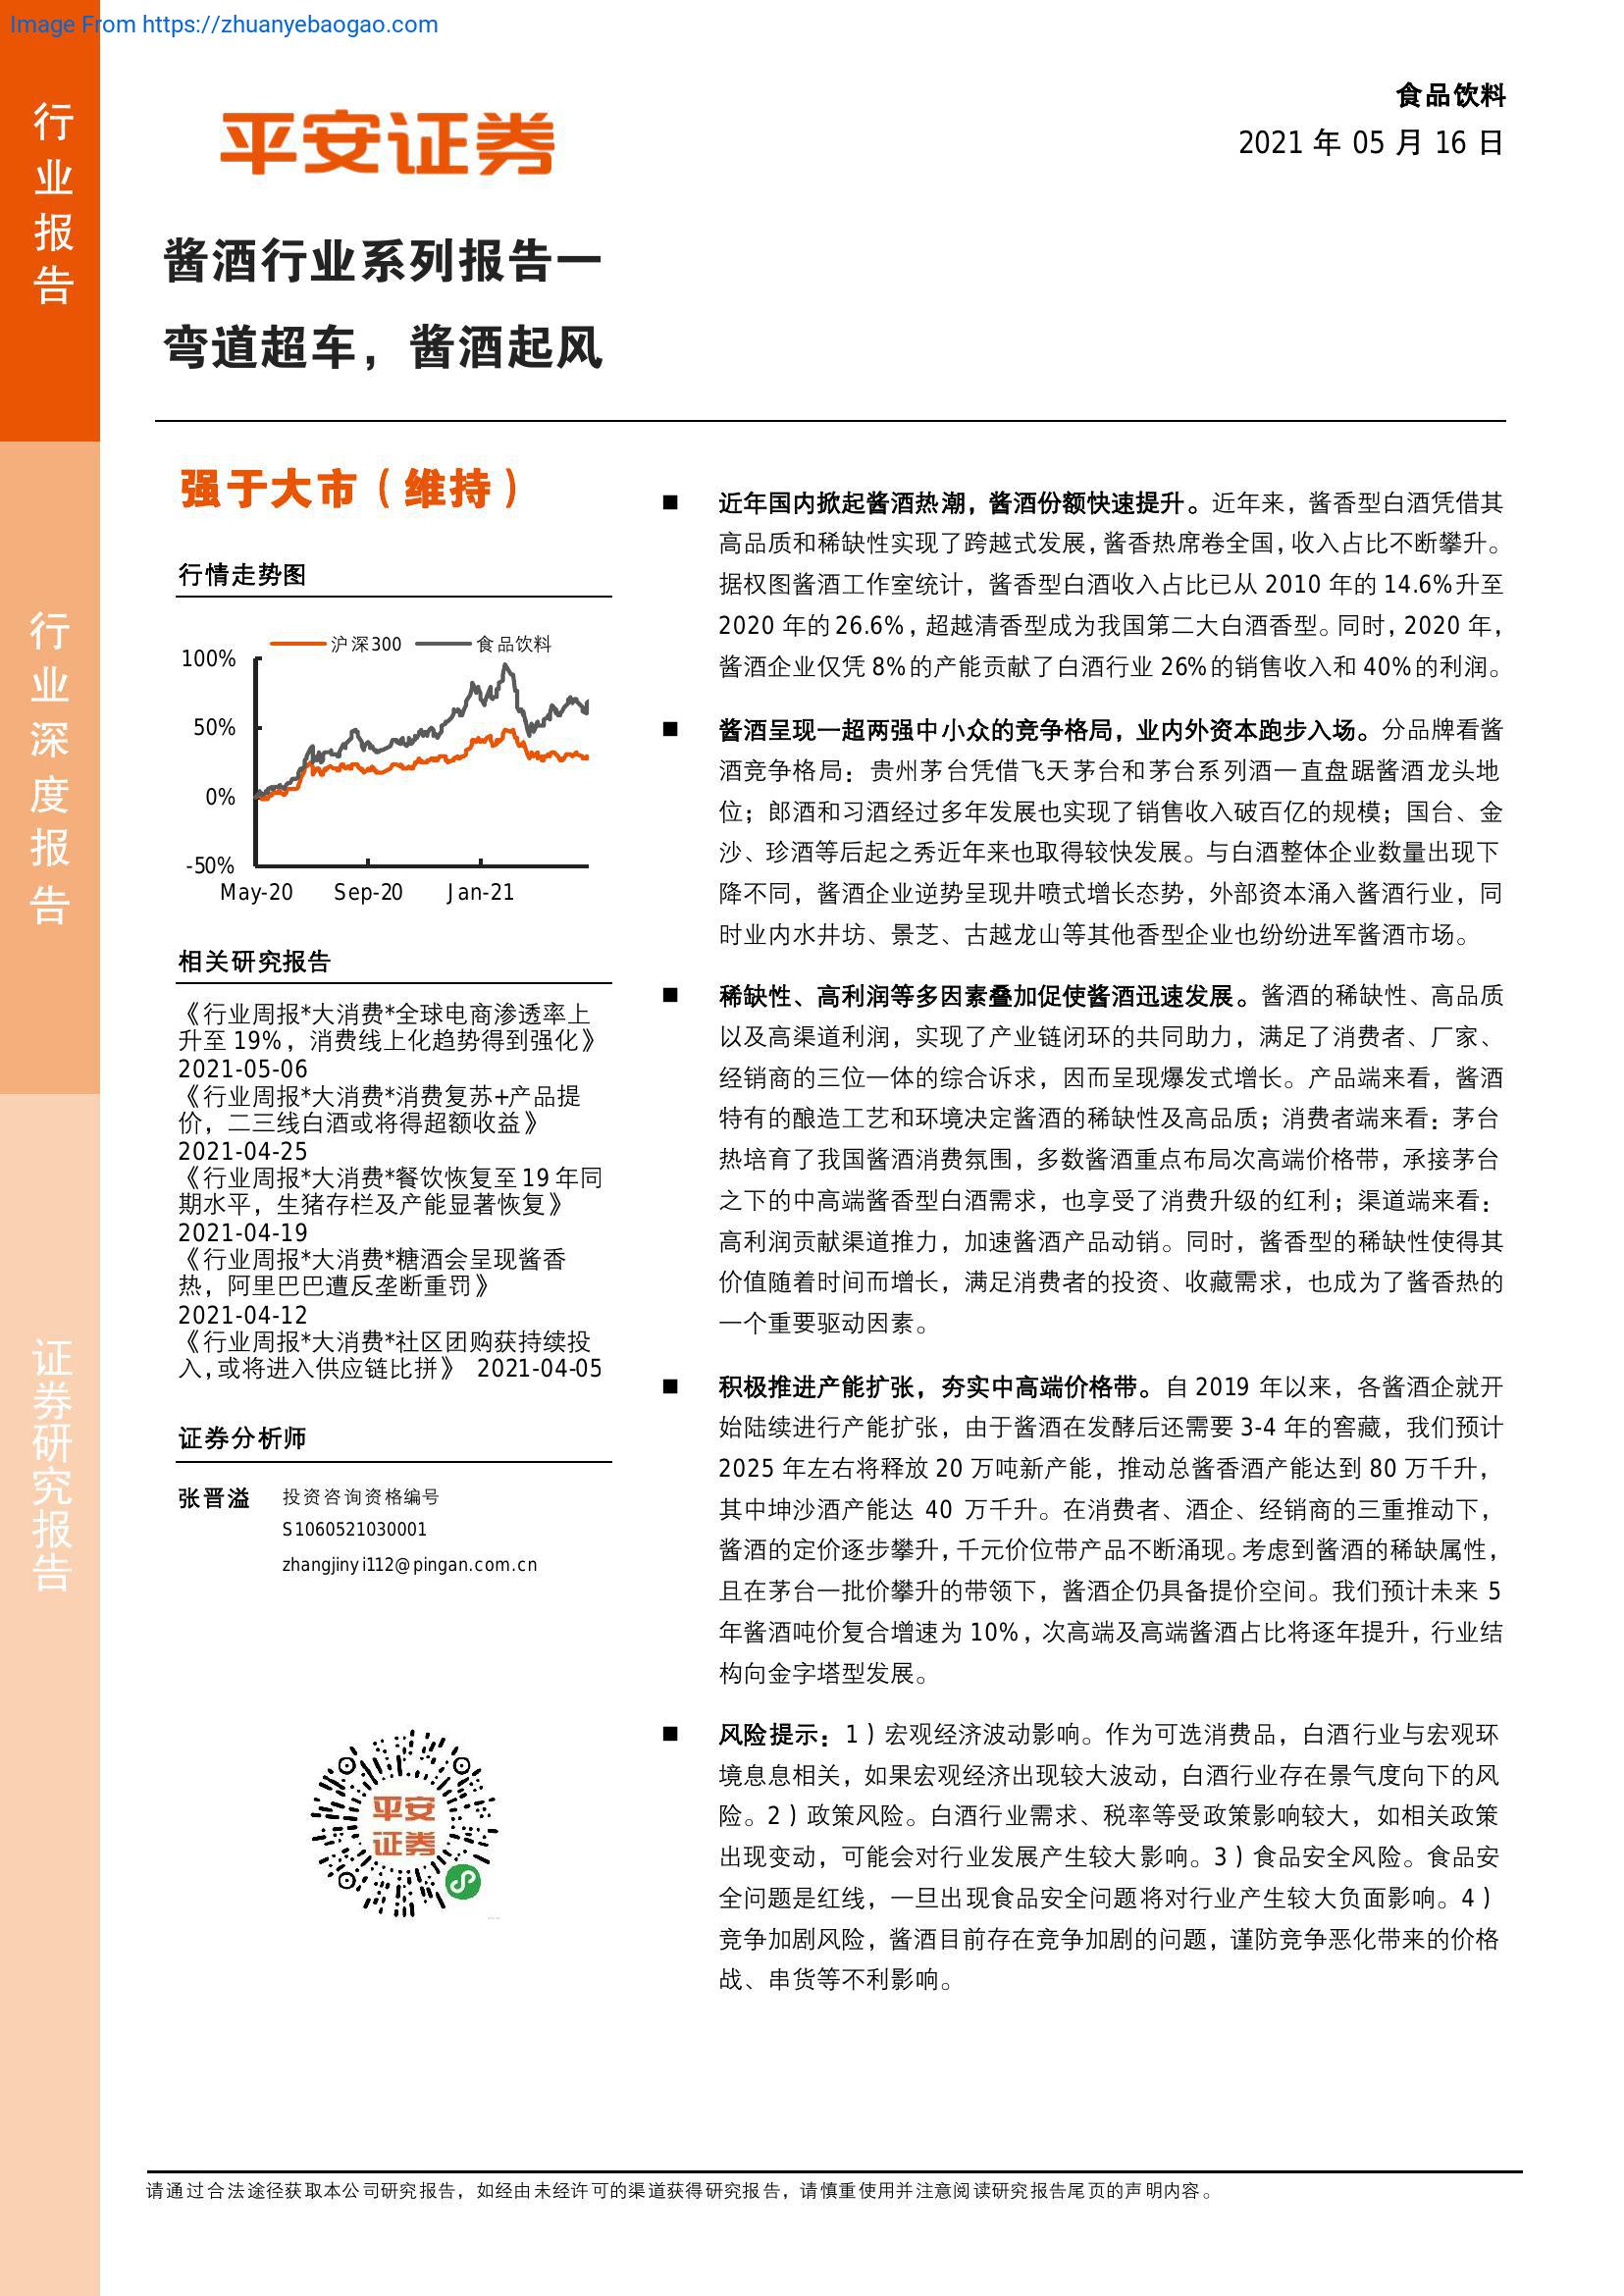 Image From https://zhuanyebaogao.com
行业报告
行业深度报告
证券研究报告
平安证券
食品饮料
2021 年 05 月 16 日
酱酒行业系列报告一
弯道超车，酱酒起风
强于大市（维持）
行情走势图
沪深300 食品饮料
100%
50%
0%
-50%
May-20 Sep-20 Jan-21
相关研究报告
《行业周报*大消费*全球电商渗透率上
升至 19%，消费线上化趋势得到强化》
2021-05-06
《行业周报*大消费*消费复苏+产品提
价，二三线白酒或将得超额收益》
2021-04-25
《行业周报*大消费*餐饮恢复至 19 年同
期水平，生猪存栏及产能显著恢复》
2021-04-19
《行业周报*大消费*糖酒会呈现酱香
热，阿里巴巴遭反垄断重罚》
2021-04-12
《行业周报*大消费*社区团购获持续投
入，或将进入供应链比拼》 2021-04-05
证券分析师
张晋溢 投资咨询资格编号
S1060521030001
zhangjinyi112@pingan.com.cn
平安
证券
■ 近年国内掀起酱酒热潮，酱酒份额快速提升。近年来，酱香型白酒凭借其
高品质和稀缺性实现了跨越式发展，酱香热席卷全国，收入占比不断攀升。
据权图酱酒工作室统计，酱香型白酒收入占比已从 2010 年的 14.6%升至
2020 年的 26.6%，超越清香型成为我国第二大白酒香型。同时，2020 年，
酱酒企业仅凭 8%的产能贡献了白酒行业 26%的销售收入和 40%的利润。
■ 酱酒呈现一超两强中小众的竞争格局，业内外资本跑步入场。分品牌看酱
酒竞争格局：贵州茅台凭借飞天茅台和茅台系列酒一直盘踞酱酒龙头地
位；郎酒和习酒经过多年发展也实现了销售收入破百亿的规模；国台、金
沙、珍酒等后起之秀近年来也取得较快发展。与白酒整体企业数量出现下
降不同，酱酒企业逆势呈现井喷式增长态势，外部资本涌入酱酒行业，同
时业内水井坊、景芝、古越龙山等其他香型企业也纷纷进军酱酒市场。
■ 稀缺性、高利润等多因素叠加促使酱酒迅速发展。酱酒的稀缺性、高品质
以及高渠道利润，实现了产业链闭环的共同助力，满足了消费者、厂家、
经销商的三位一体的综合诉求，因而呈现爆发式增长。产品端来看，酱酒
特有的酿造工艺和环境决定酱酒的稀缺性及高品质；消费者端来看：茅台
热培育了我国酱酒消费氛围，多数酱酒重点布局次高端价格带，承接茅台
之下的中高端酱香型白酒需求，也享受了消费升级的红利；渠道端来看：
高利润贡献渠道推力，加速酱酒产品动销。同时，酱香型的稀缺性使得其
价值随着时间而增长，满足消费者的投资、收藏需求，也成为了酱香热的
一个重要驱动因素。
■ 积极推进产能扩张，夯实中高端价格带。自 2019 年以来，各酱酒企就开
始陆续进行产能扩张，由于酱酒在发酵后还需要 3-4 年的窖藏，我们预计
2025 年左右将释放 20 万吨新产能，推动总酱香酒产能达到 80 万千升，
其中坤沙酒产能达 40 万千升。在消费者、酒企、经销商的三重推动下，
酱酒的定价逐步攀升，千元价位带产品不断涌现。考虑到酱酒的稀缺属性，
且在茅台一批价攀升的带领下，酱酒企仍具备提价空间。我们预计未来 5
年酱酒吨价复合增速为 10%，次高端及高端酱酒占比将逐年提升，行业结
构向金字塔型发展。
■ 风险提示：1）宏观经济波动影响。作为可选消费品，白酒行业与宏观环
境息息相关，如果宏观经济出现较大波动，白酒行业存在景气度向下的风
险。2）政策风险。白酒行业需求、税率等受政策影响较大，如相关政策
出现变动，可能会对行业发展产生较大影响。3）食品安全风险。食品安
全问题是红线，一旦出现食品安全问题将对行业产生较大负面影响。4）
竞争加剧风险，酱酒目前存在竞争加剧的问题，谨防竞争恶化带来的价格
战、串货等不利影响。
请通过合法途径获取本公司研究报告，如经由未经许可的渠道获得研究报告，请慎重使用并注意阅读研究报告尾页的声明内容。